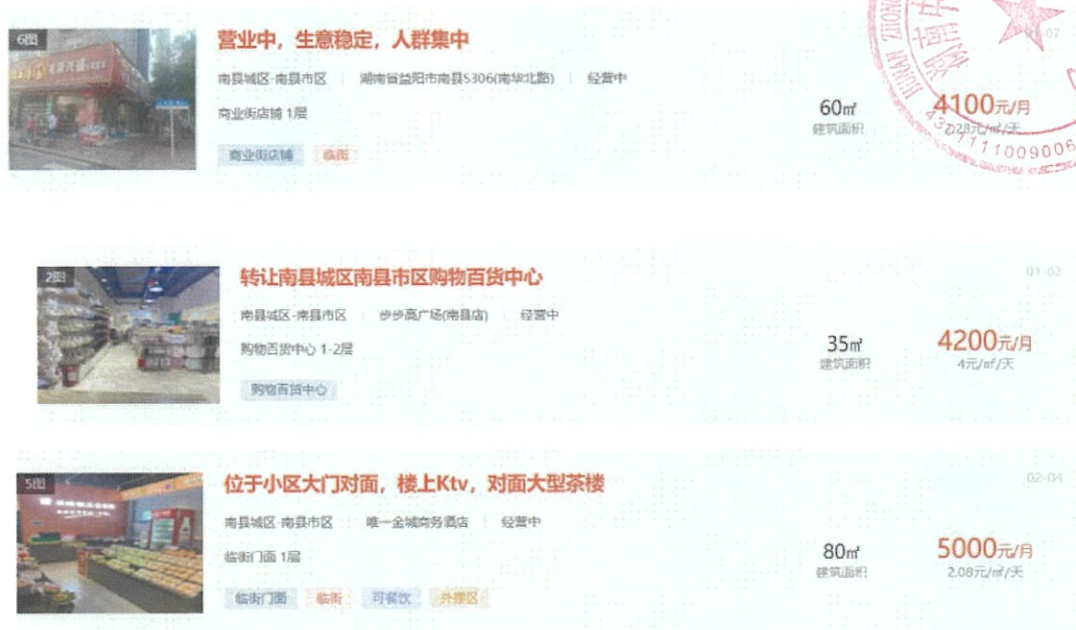 6图
营业中，生意稳定，人群集中
南县城区-南县市区 湖南省益阳市南县S306(南华北路) 经营中
商业街店铺 1层
商业街店铺 临街
60㎡
建筑面积
4100元/月
2.28元/㎡/天
HUNAN ZHONG
湖南中
2图
转让南县城区南县市区购物百货中心
01-02
南县城区-南县市区 步步高广场(南县店) 经营中
购物百货中心 1-2层
购物百货中心
35㎡
建筑面积
4200元/月
4元/㎡/天
5图
位于小区大门对面，楼上Ktv，对面大型茶楼
02-04
南县城区-南县市区 唯一金城商务酒店 经营中
临街门面 1层
临街门面 临街 可餐饮 外摆区
80㎡
建筑面积
5000元/月
2.08元/㎡/天